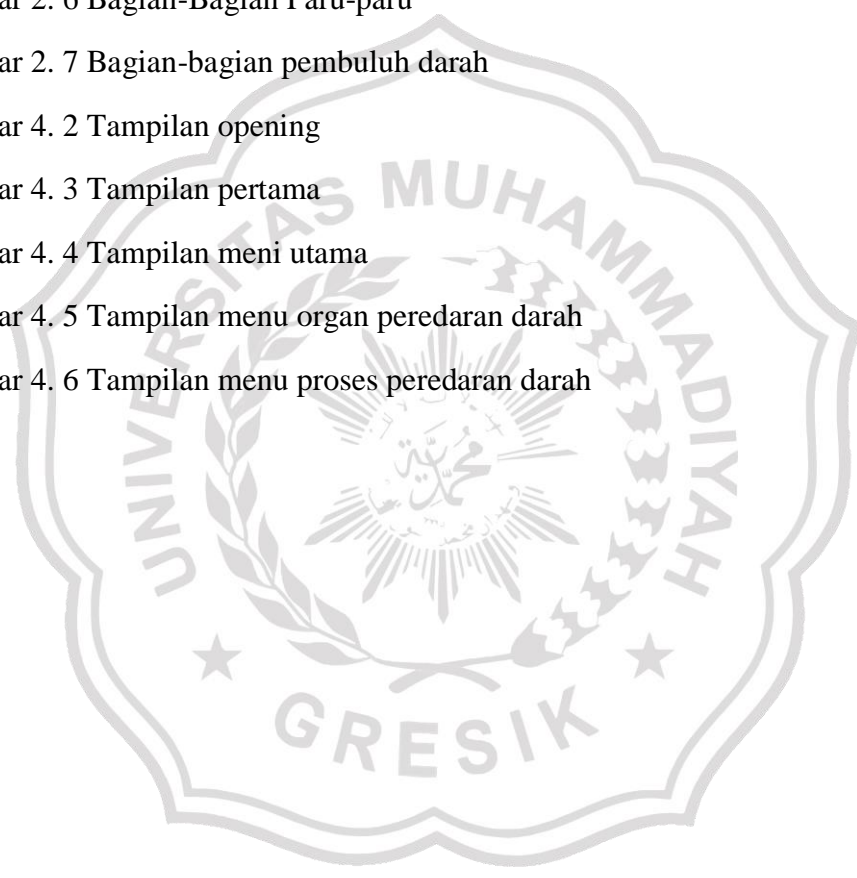 ar 2. 6 Bagian-Bagian Paru-paru
ar 2. 7 Bagian-bagian pembuluh darah
ar 4. 2 Tampilan opening
ar 4. 3 Tampilan pertama
ar 4. 4 Tampilan meni utama
ar 4. 5 Tampilan menu organ peredaran darah
ar 4. 6 Tampilan menu proses peredaran darah
UNIVERSITAS MUHAMMADIYAH
GRESIK